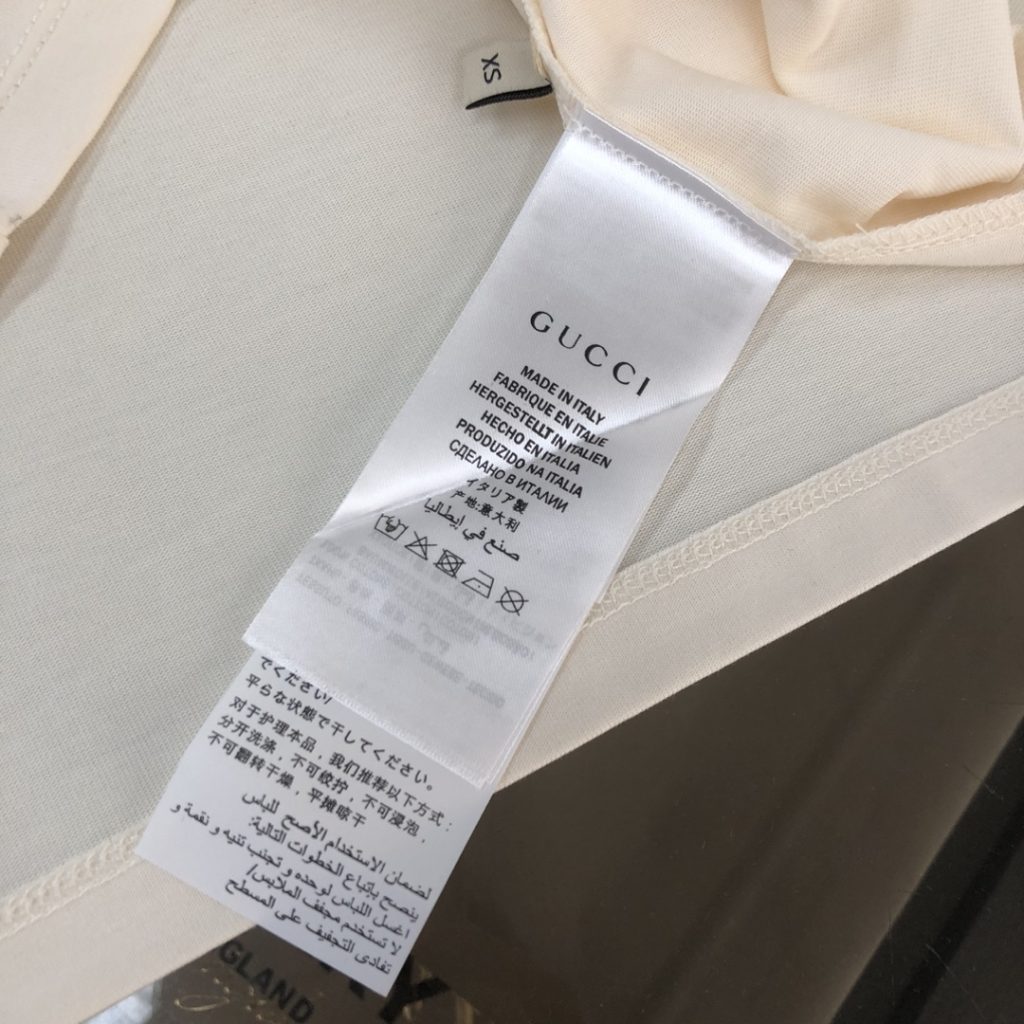 XS
GUCCI
MADE IN ITALY
FABRIQUE EN ITALIE
HERGESTELLT IN ITALIEN
HECHO EN ITALIA
PRODUZIDO NA ITALIA
СДЕЛАНО В ИТАЛИИ
イタリア製
产地:意大利
صنع في إيطاليا
でください/
平らな状態で干してください。
对于护理本品，我们推荐以下方式：
分开洗涤，不可绞拧，不可浸泡，
不可翻转干燥，平摊晾干
لضمان الاستخدام الأصح للباس
ينصح بإتباع الخطوات التالية:
اغسل اللباس لوحده و تجنب تنيه و نقعه و
لا تستخدم مجفف الملابس/
تفادى التجفيف على المسطح
GLAND